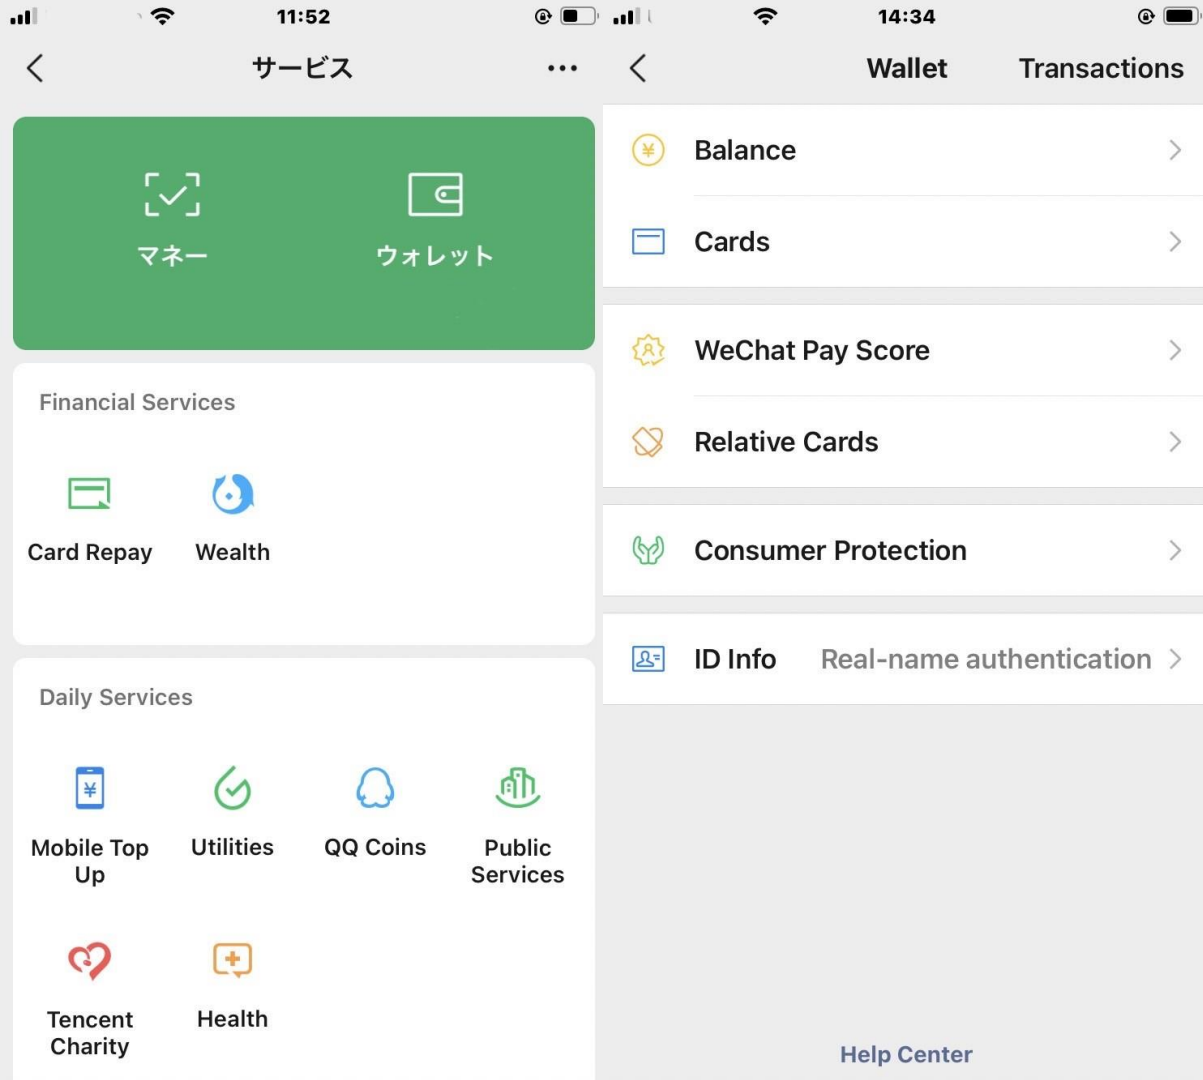 11:52
サービス
マネー
ウォレット
Financial Services
Card Repay
Wealth
Daily Services
Mobile Top
Up
Utilities
QQ Coins
Public
Services
Tencent
Charity
Health
14:34
Wallet
Transactions
Balance
Cards
WeChat Pay Score
Relative Cards
Consumer Protection
ID Info
Real-name authentication
Help Center